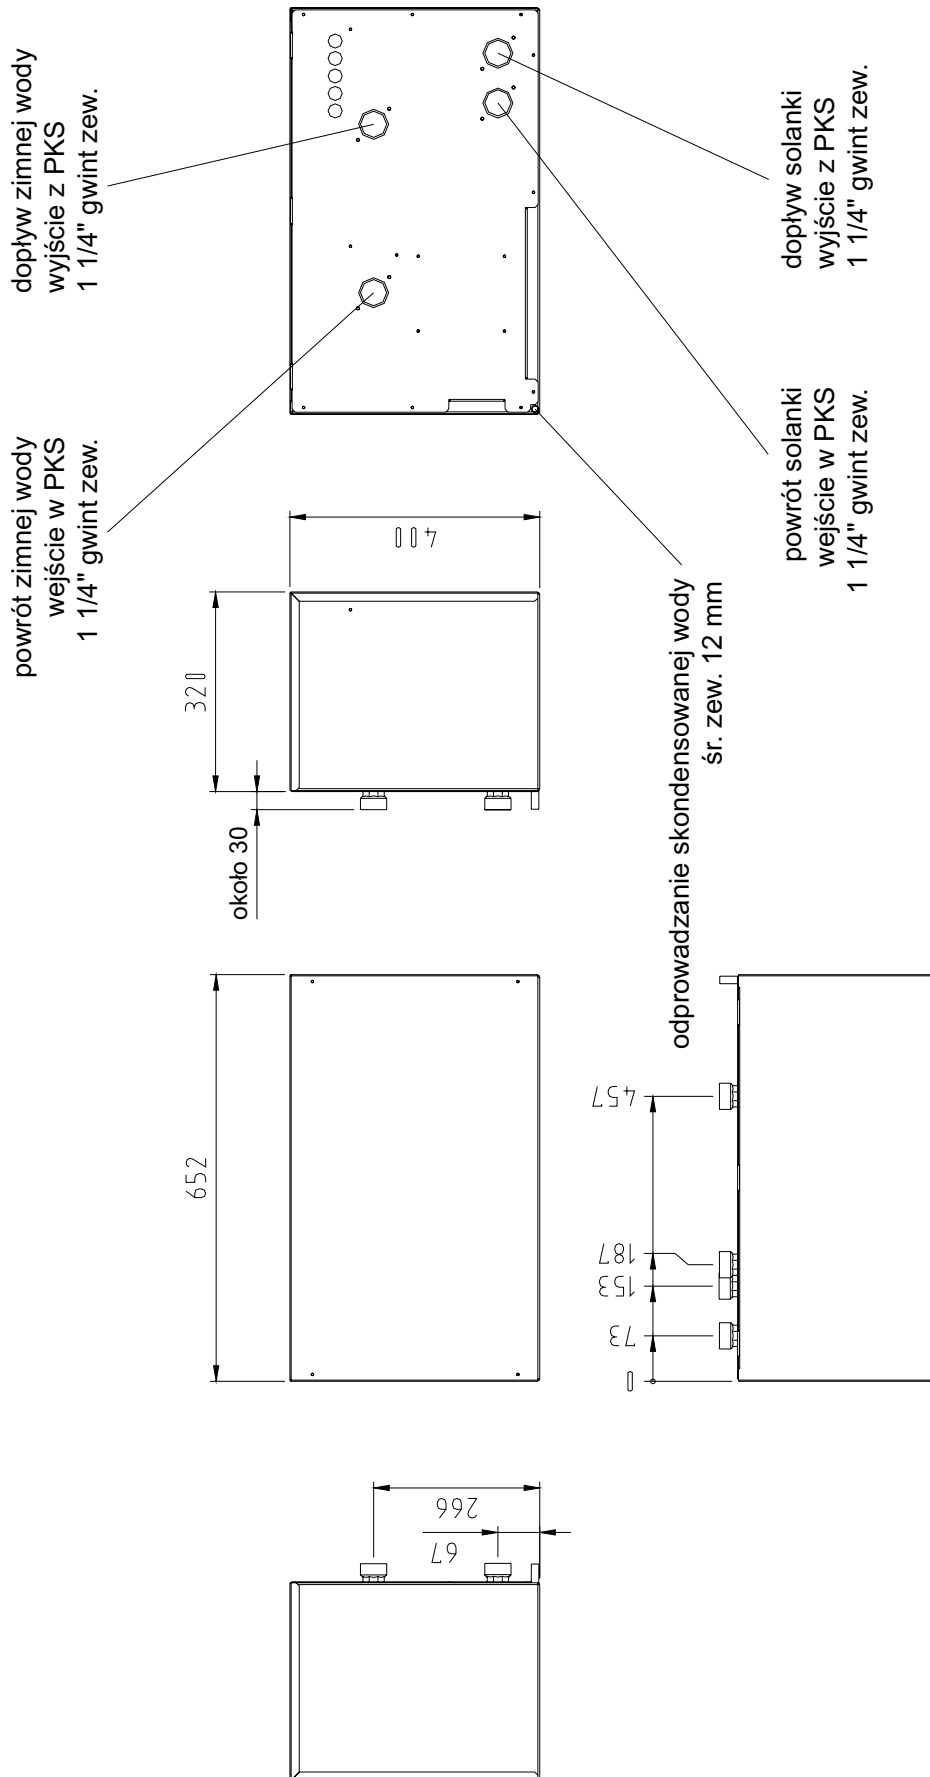 powrót zimnej wody
wejście w PKS
1 1/4" gwint zew.
dopływ zimnej wody
wyjście z PKS
1 1/4" gwint zew.
652
320
400
około 30
266
67
0
73
153
187
457
odprowadzanie skondensowanej wody
śr. zew. 12 mm
powrót solanki
wejście w PKS
1 1/4" gwint zew.
dopływ solanki
wyjście z PKS
1 1/4" gwint zew.